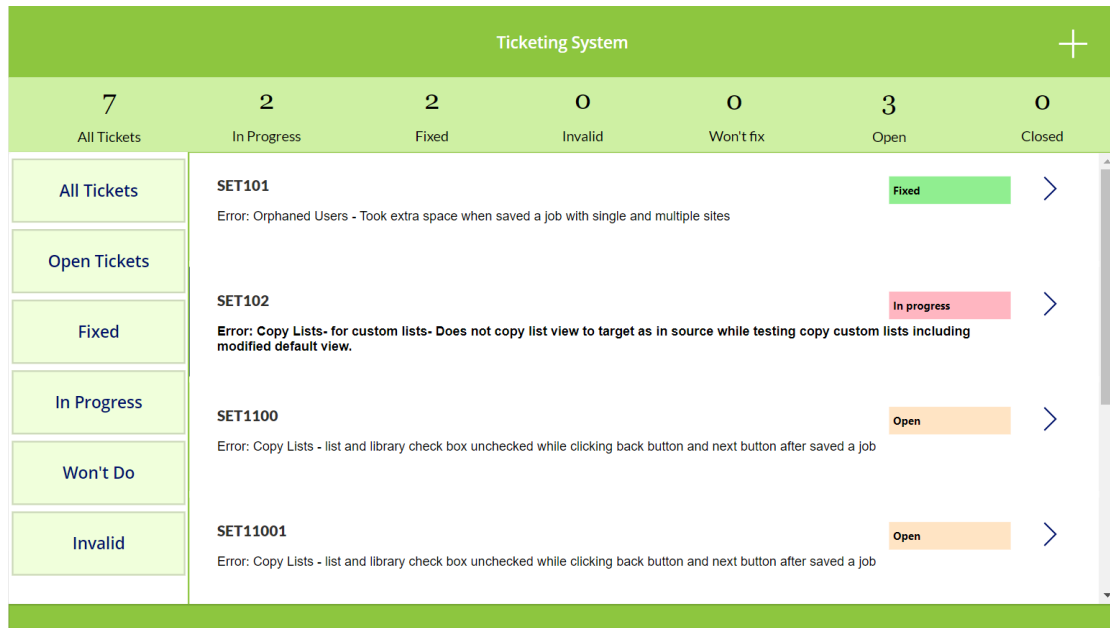 Ticketing System
7 2 2 0 0 3 0
All Tickets In Progress Fixed Invalid Won't fix Open Closed
All Tickets
Open Tickets
Fixed
In Progress
Won't Do
Invalid
SET101
Fixed
Error: Orphaned Users - Took extra space when saved a job with single and multiple sites
SET102
In progress
Error: Copy Lists- for custom lists- Does not copy list view to target as in source while testing copy custom lists including
modified default view.
SET1100
Open
Error: Copy Lists - list and library check box unchecked while clicking back button and next button after saved a job
SET11001
Open
Error: Copy Lists - list and library check box unchecked while clicking back button and next button after saved a job